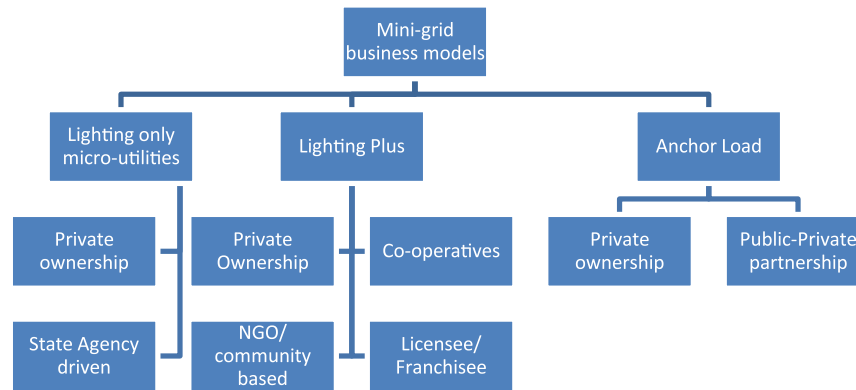 Mini-grid
business models
Lighting only
micro-utilities
Lighting Plus
Anchor Load
Private
ownership
Private
Ownership
Co-operatives
Private
ownership
Public-Private
partnership
State Agency
driven
NGO/
community
based
Licensee/
Franchisee